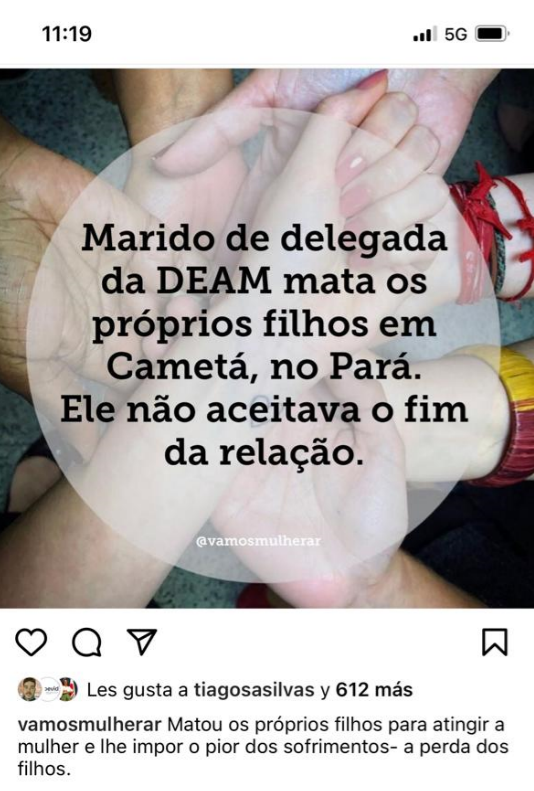 11:19
5G
Marido de delegada
da DEAM mata os
próprios filhos em
Cametá, no Pará.
Ele não aceitava o fim
da relação.
@vamosmulherar
Les gusta a tiagosasilvas y 612 más
vamosmulherar Matou os próprios filhos para atingir a
mulher e lhe impor o pior dos sofrimentos- a perda dos
filhos.